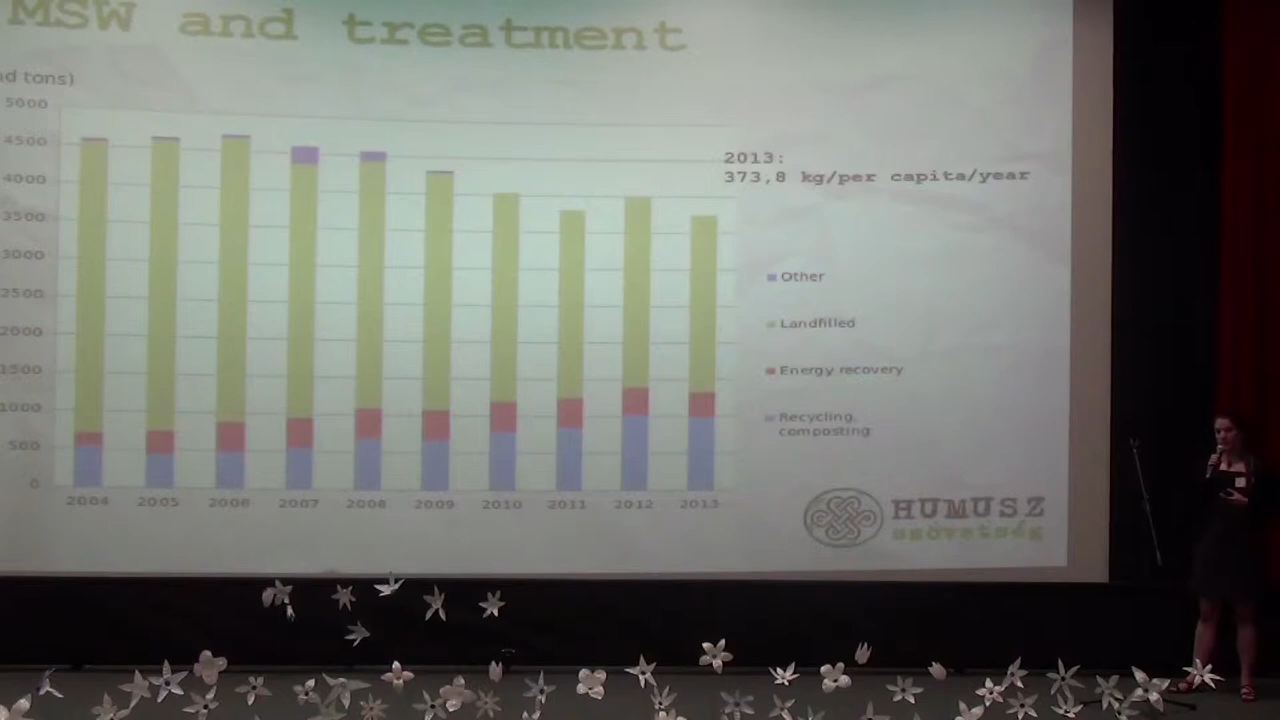 MSW and treatment
nd tons)
5000
4500
4000
3500
3000
2500
2000
1500
1000
500
0
2004 2005 2006 2007 2008 2009 2010 2011 2012 2013
2013:
373,8 kg/per capita/year
Other
Landfilled
Energy recovery
Recycling,
composting
HUMUSZ
szövetség